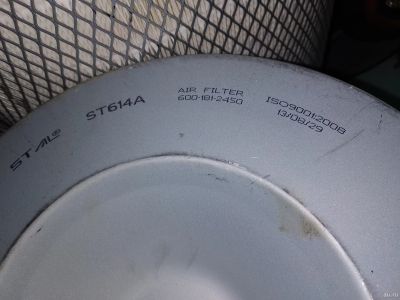 STAL®
ST614A
AIR FILTER
600-181-2450
ISO9001:2008
13/08/29